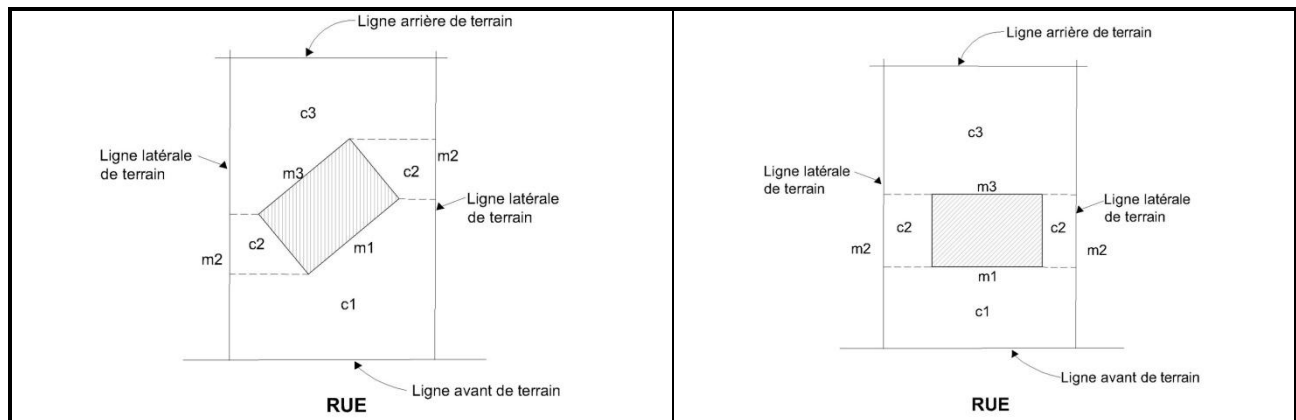 Ligne arrière de terrain
c3
Ligne latérale
de terrain
m3
m2
c2
Ligne latérale
de terrain
c2
m1
m2
c1
Ligne avant de terrain
RUE
Ligne arrière de terrain
c3
Ligne latérale
de terrain
m3
Ligne latérale
de terrain
c2
c2
m2
m2
m1
c1
Ligne avant de terrain
RUE